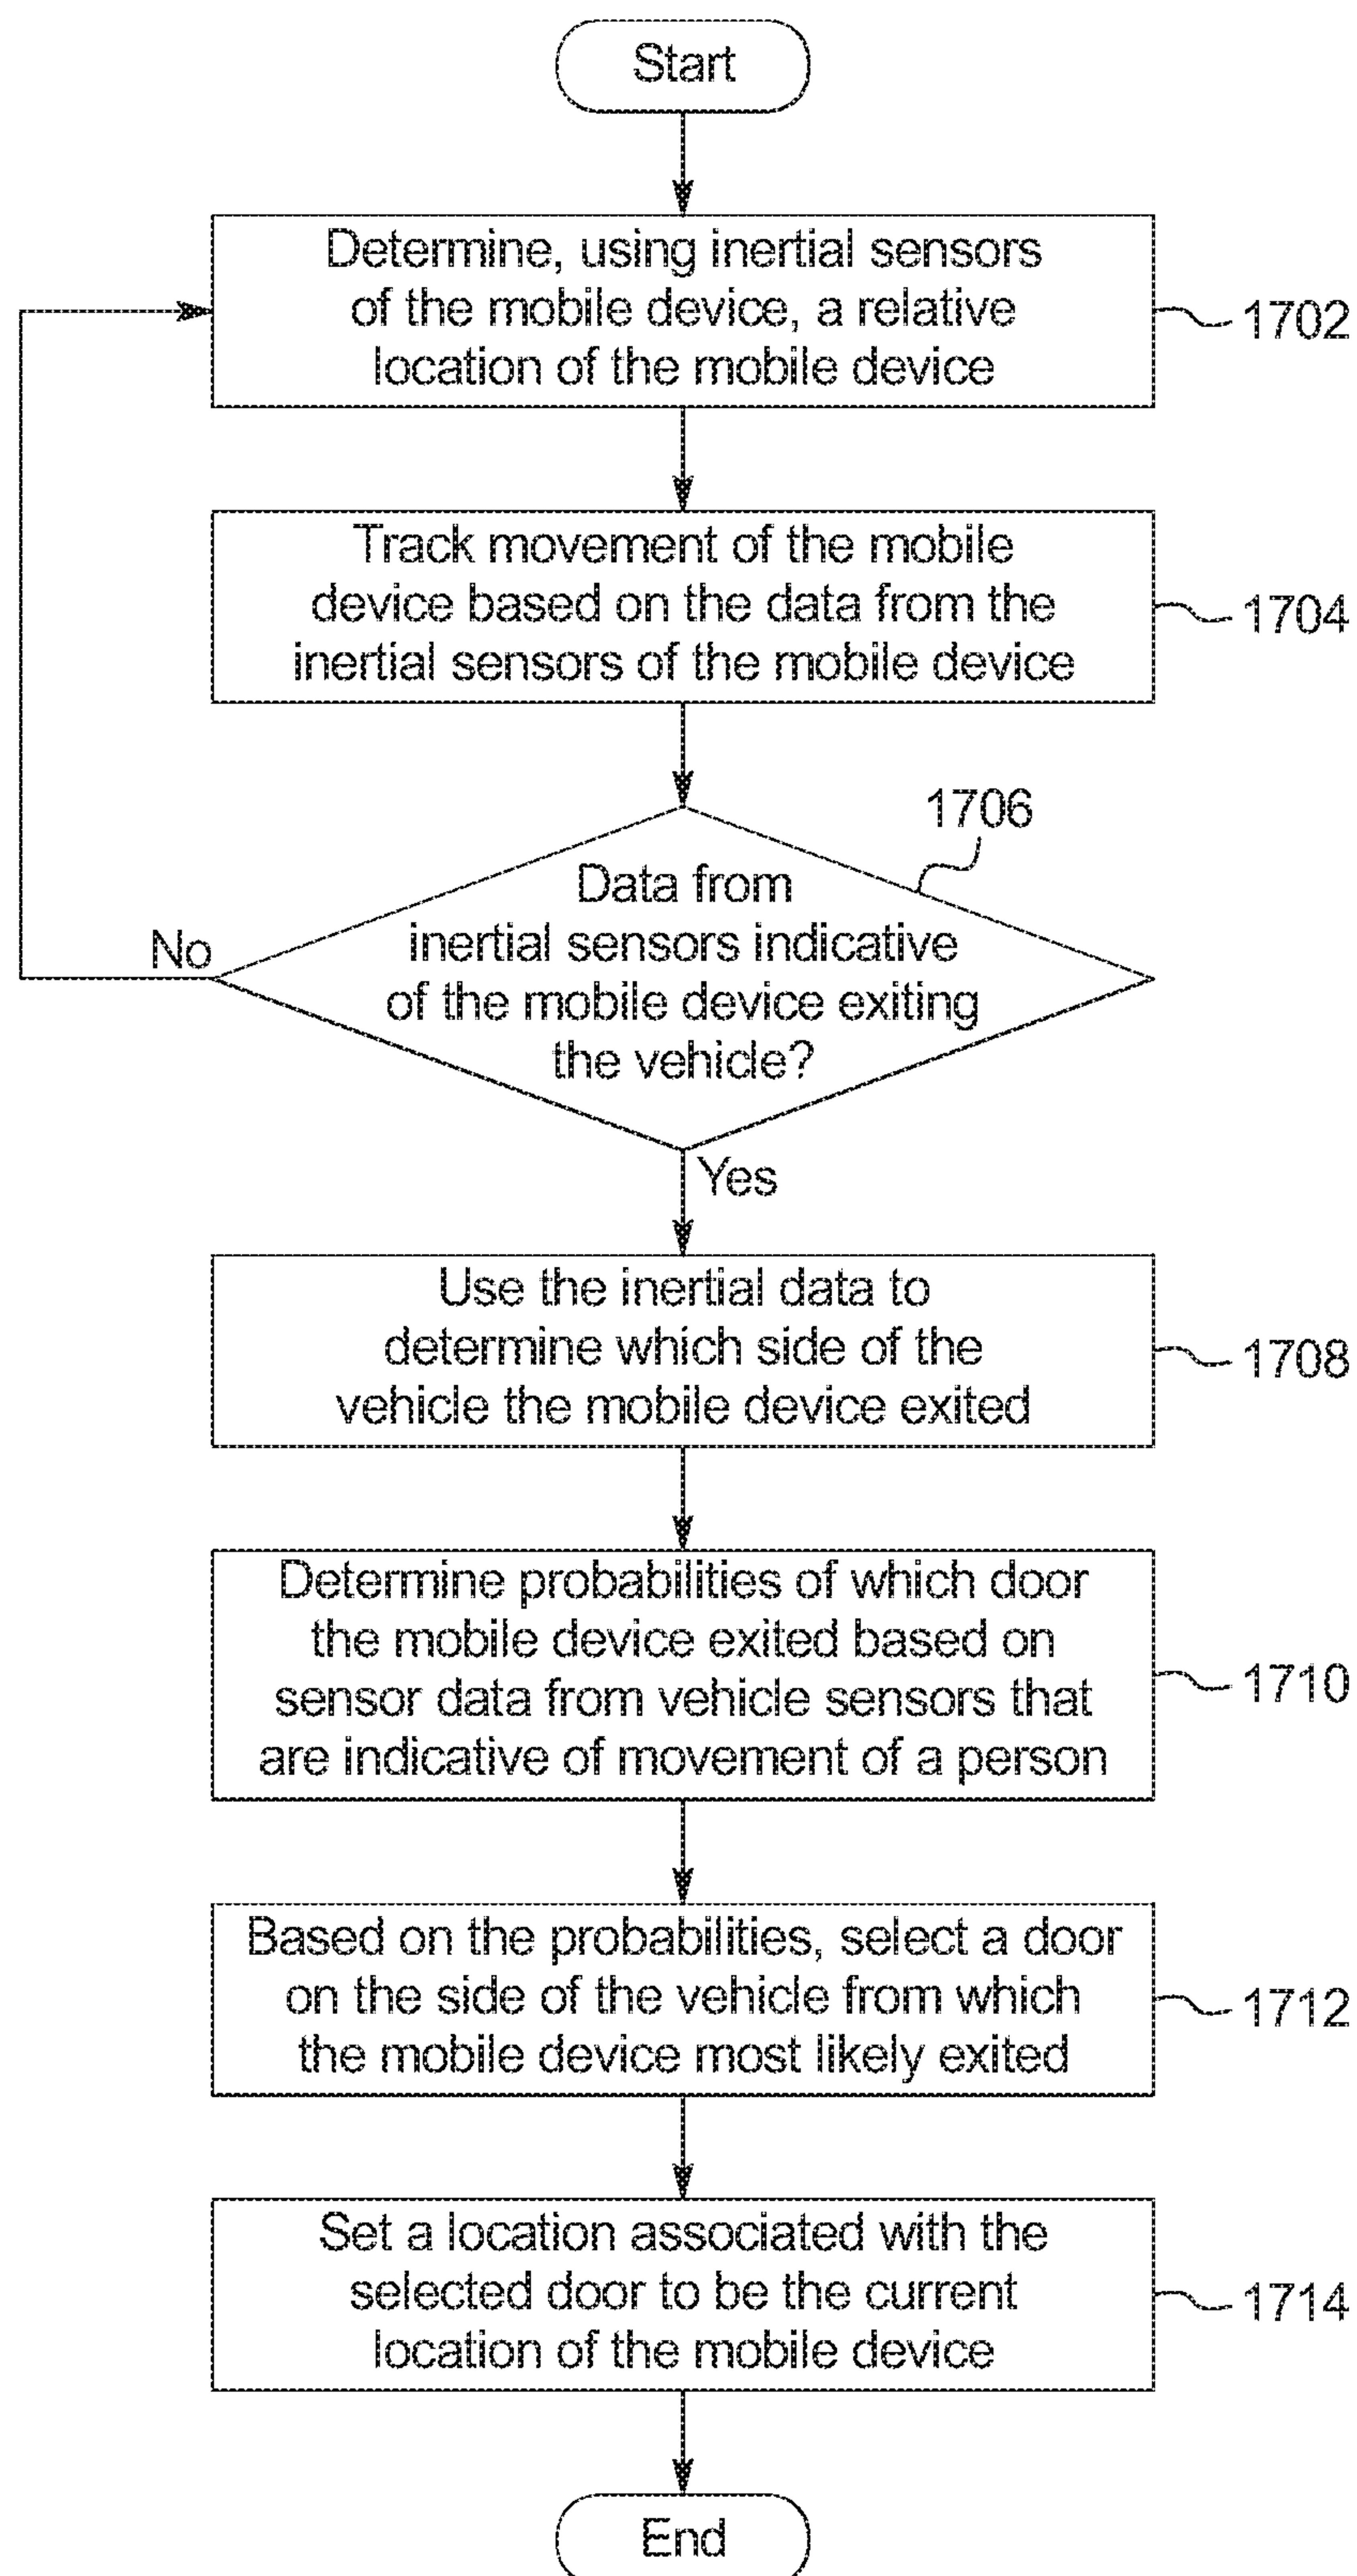 Start
Determine, using inertial sensors
of the mobile device, a relative
location of the mobile device
1702
Track movement of the mobile
device based on the data from the
inertial sensors of the mobile device
1704
1706
Data from
inertial sensors indicative
of the mobile device exiting
the vehicle?
No
Yes
Use the inertial data to
determine which side of the
vehicle the mobile device exited
1708
Determine probabilities of which door
the mobile device exited based on
sensor data from vehicle sensors that
are indicative of movement of a person
1710
Based on the probabilities, select a door
on the side of the vehicle from which
the mobile device most likely exited
1712
Set a location associated with the
selected door to be the current
location of the mobile device
1714
End